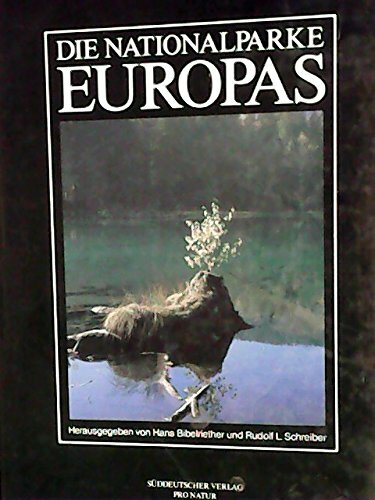 DIE NATIONALPARKE
EUROPAS
Herausgegeben von Hans Bibelriether und Rudolf L. Schreiber
SÜDDEUTSCHER VERLAG
PRO NATUR